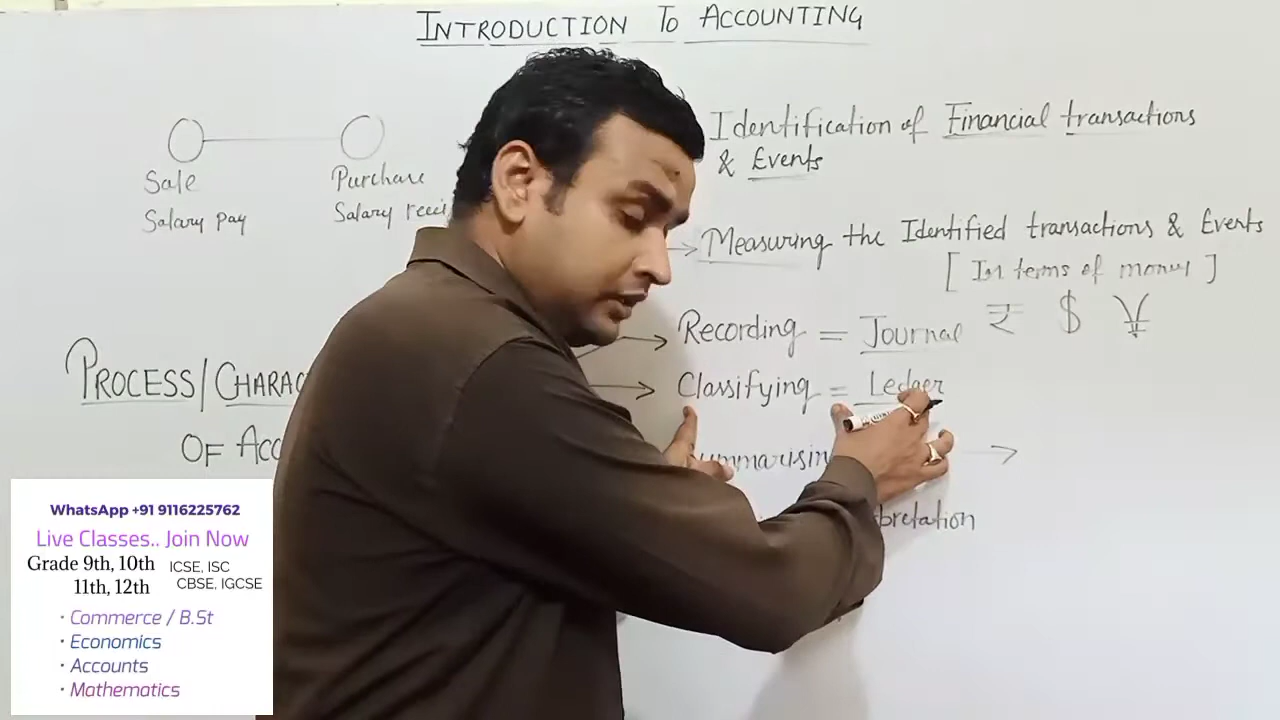 INTRODUCTION TO ACCOUNTING
Identification of Financial transactions
& Events
Sale
Purchase
Salary pay
Salary recei
Measuring the Identified transactions & Events
[In terms of money]
₹ $ ¥
Recording = Journal
Classifying = Ledger
PROCESS/CHARAC
OF ACC
ummarisin
pretation
WhatsApp +91 9116225762
Live Classes.. Join Now
Grade 9th, 10th
11th, 12th
ICSE, ISC
CBSE, IGCSE
· Commerce / B.St
· Economics
· Accounts
· Mathematics